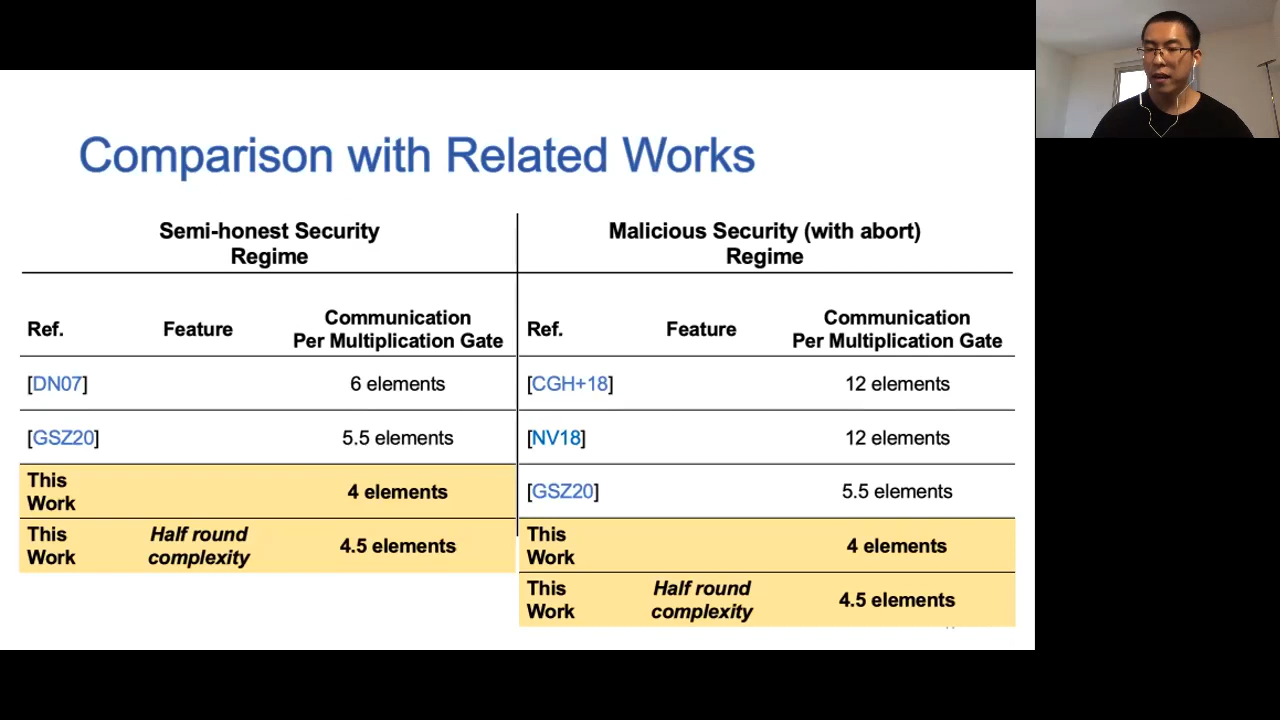 Comparison with Related Works
Semi-honest Security
Regime
Ref.
Feature
Communication
Per Multiplication Gate
[DN07]
6 elements
[GSZ20]
5.5 elements
This
Work
4 elements
This
Work
Half round
complexity
4.5 elements
Malicious Security (with abort)
Regime
Ref.
Feature
Communication
Per Multiplication Gate
[CGH+18]
12 elements
[NV18]
12 elements
[GSZ20]
5.5 elements
This
Work
4 elements
This
Work
Half round
complexity
4.5 elements